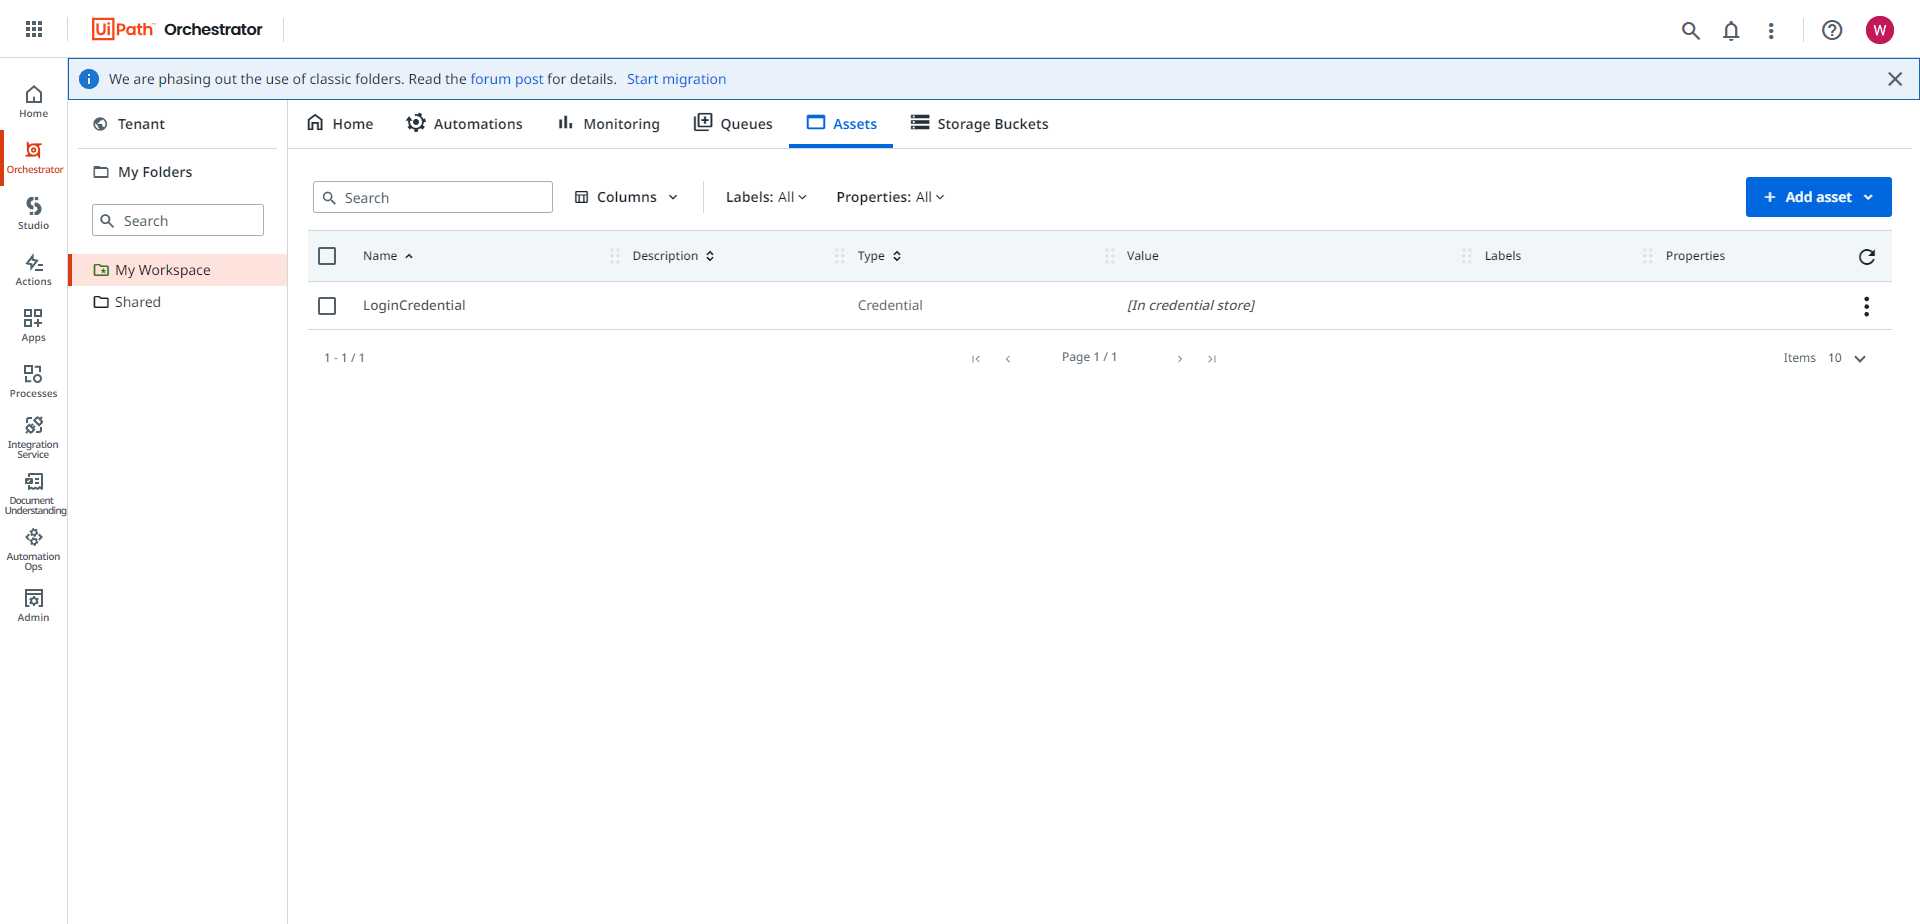 UiPath Orchestrator
W
We are phasing out the use of classic folders. Read the forum post for details. Start migration
Home
Orchestrator
Studio
Actions
Apps
Processes
Integration
Service
Document
Understanding
Automation
Ops
Admin
Tenant
My Folders
Search
My Workspace
Shared
Home Automations Monitoring Queues Assets Storage Buckets
Search Columns Labels: All Properties: All + Add asset
Name Description Type Value Labels Properties
LoginCredential Credential [In credential store]
1 - 1 / 1 Page 1 / 1 Items 10